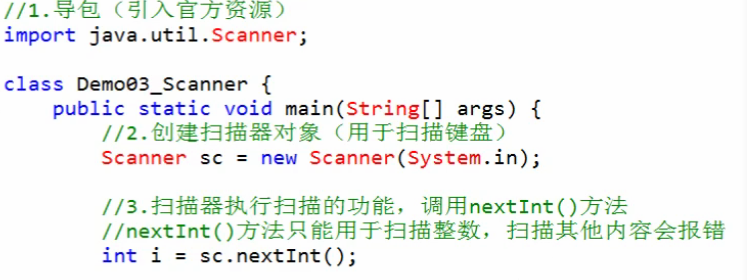 //1.导包（引入官方资源）
import java.util.Scanner;
class Demo03_Scanner {
public static void main(String[] args) {
//2.创建扫描器对象（用于扫描键盘）
Scanner sc = new Scanner(System.in);
//3.扫描器执行扫描的功能，调用nextInt()方法
//nextInt()方法只能用于扫描整数，扫描其他内容会报错
int i = sc.nextInt();